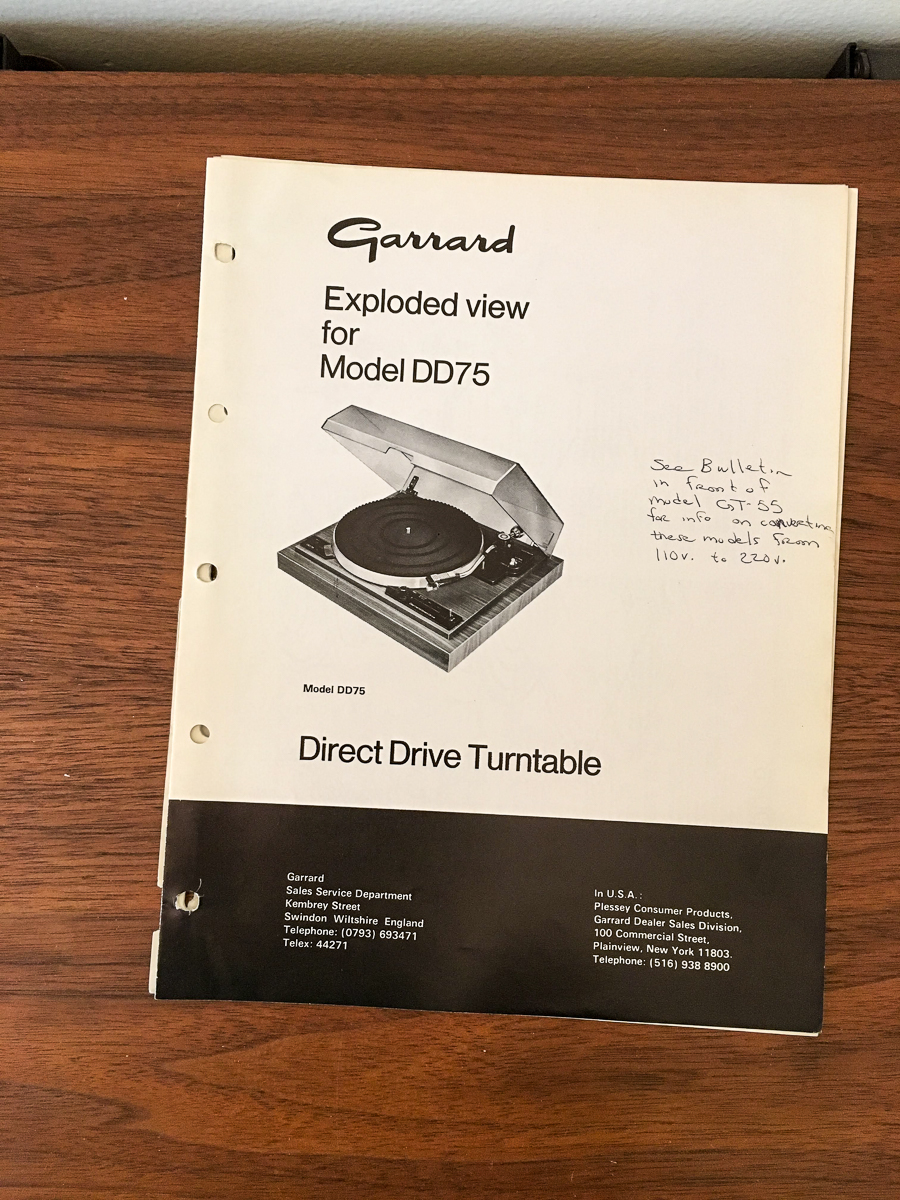 Garrard
Exploded view
for
Model DD75
See Bulletin
in front of
model GT-55
for info on converting
these models from
110v. to 220v.
Model DD75
Direct Drive Turntable
Garrard
Sales Service Department
Kembrey Street
Swindon Wiltshire England
Telephone: (0793) 693471
Telex: 44271
In U.S.A.:
Plessey Consumer Products,
Garrard Dealer Sales Division,
100 Commercial Street,
Plainview, New York 11803.
Telephone: (516) 938 8900